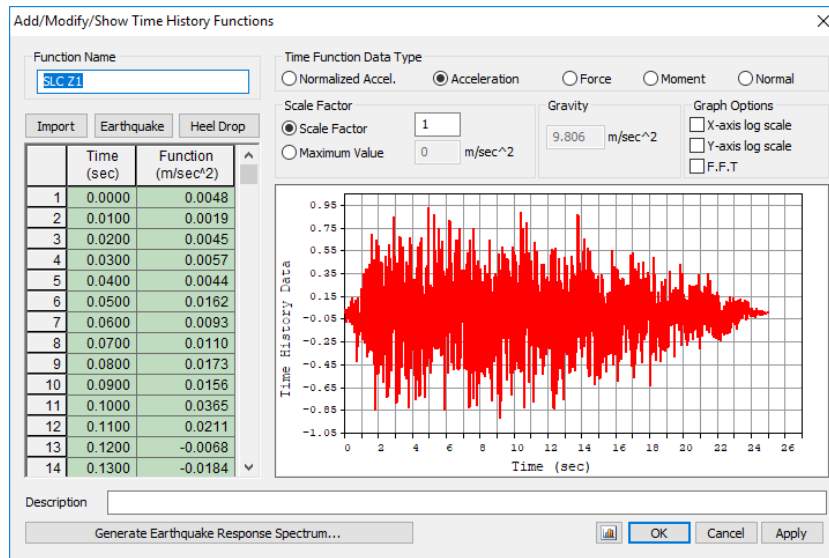 Add/Modify/Show Time History Functions
Function Name
SLC Z1
Time Function Data Type
Normalized Accel. Acceleration Force Moment Normal
Import Earthquake Heel Drop
Scale Factor
Scale Factor 1
Maximum Value 0 m/sec^2
Gravity
9.806 m/sec^2
Graph Options
X-axis log scale
Y-axis log scale
F.F.T
Time (sec) Function (m/sec^2)
1 0.0000 0.0048
2 0.0100 0.0019
3 0.0200 0.0045
4 0.0300 0.0057
5 0.0400 0.0044
6 0.0500 0.0162
7 0.0600 0.0093
8 0.0700 0.0110
9 0.0800 0.0173
10 0.0900 0.0156
11 0.1000 0.0365
12 0.1100 0.0211
13 0.1200 -0.0068
14 0.1300 -0.0184
Time History Data
0.95
0.75
0.55
0.35
0.15
-0.05
-0.25
-0.45
-0.65
-0.85
-1.05
0 2 4 6 8 10 12 14 16 18 20 22 24 26
Time (sec)
Description
Generate Earthquake Response Spectrum... OK Cancel Apply